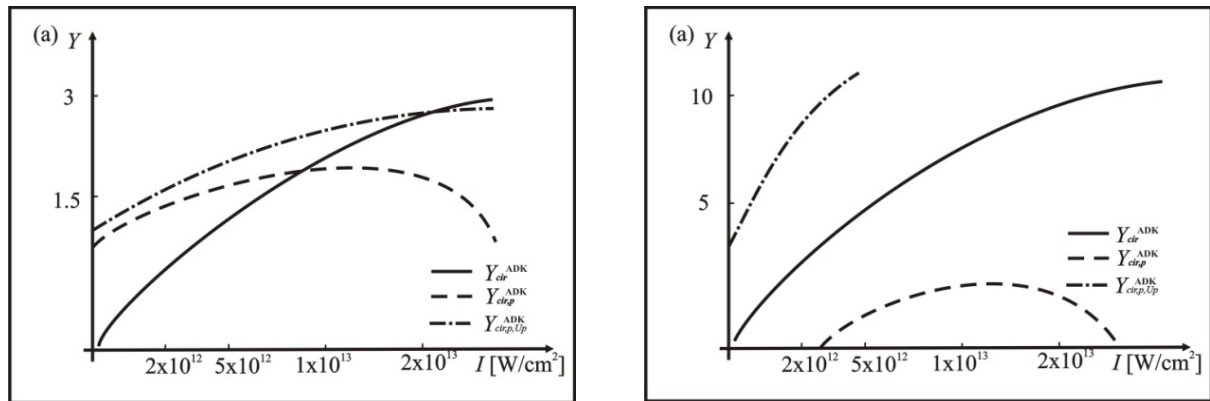 (a) Y
3
1.5
Y_cir^ADK
Y_cir,p^ADK
Y_cir,p,Up^ADK
2x10^12 5x10^12 1x10^13 2x10^13 I [W/cm^2]
(a) Y
10
5
Y_cir^ADK
Y_cir,p^ADK
Y_cir,p,Up^ADK
2x10^12 5x10^12 1x10^13 2x10^13 I [W/cm^2]